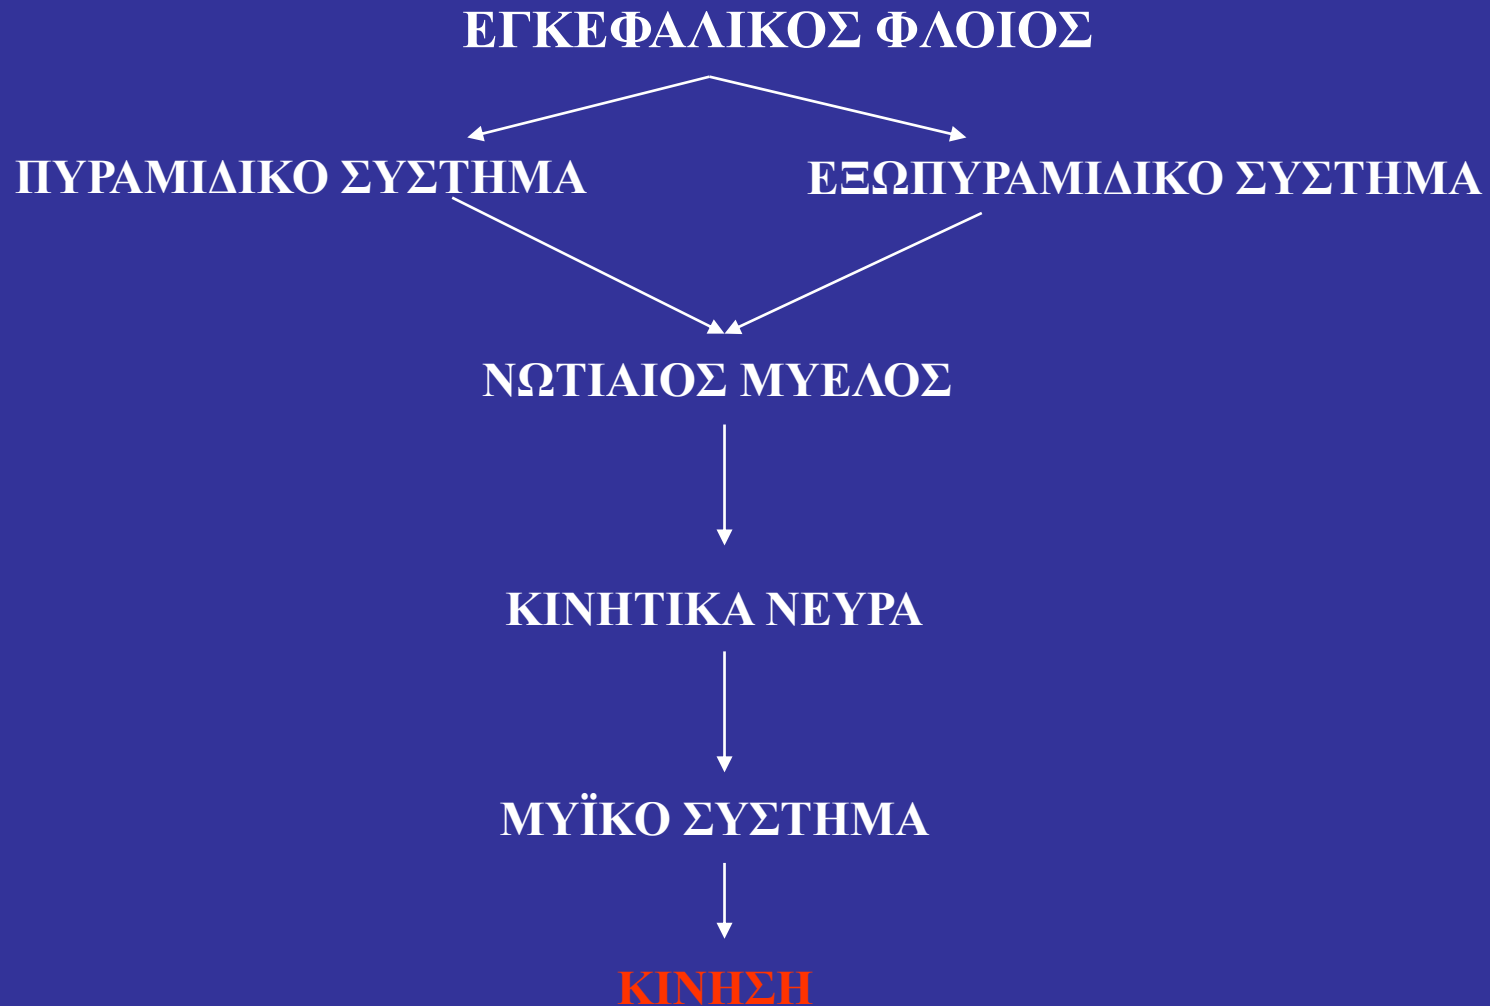 ΕΓΚΕΦΑΛΙΚΟΣ ΦΛΟΙΟΣ
ΠΥΡΑΜΙΔΙΚΟ ΣΥΣΤΗΜΑ
ΕΞΩΠΥΡΑΜΙΔΙΚΟ ΣΥΣΤΗΜΑ
ΝΩΤΙΑΙΟΣ ΜΥΕΛΟΣ
ΚΙΝΗΤΙΚΑ ΝΕΥΡΑ
ΜΥΪΚΟ ΣΥΣΤΗΜΑ
ΚΙΝΗΣΗ